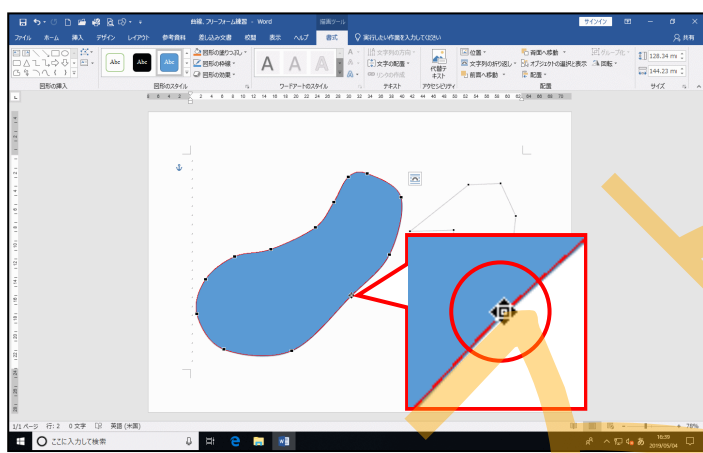 曲線、フリーフォーム練習 - Word
描画ツール
サインイン
ファイル ホーム 挿入 デザイン レイアウト 参考資料 差し込み文書 校閲 表示 ヘルプ 書式 実行したい作業を入力してください 共有
Abc Abc Abc
図形の塗りつぶし
図形の枠線
図形の効果
A A A
文字列の方向
文字の配置
リンクの作成
代替テキスト
位置
文字列の折り返し
前面へ移動
背面へ移動
オブジェクトの選択と表示
配置
グループ化
回転
128.34 mm
144.23 mm
図形の挿入 図形のスタイル ワードアートのスタイル テキスト アクセシビリティ 配置 サイズ
1/1 ページ 行: 2 0 文字 英語 (米国)
78%
ここに入力して検索
あ
16:39
2019/05/04